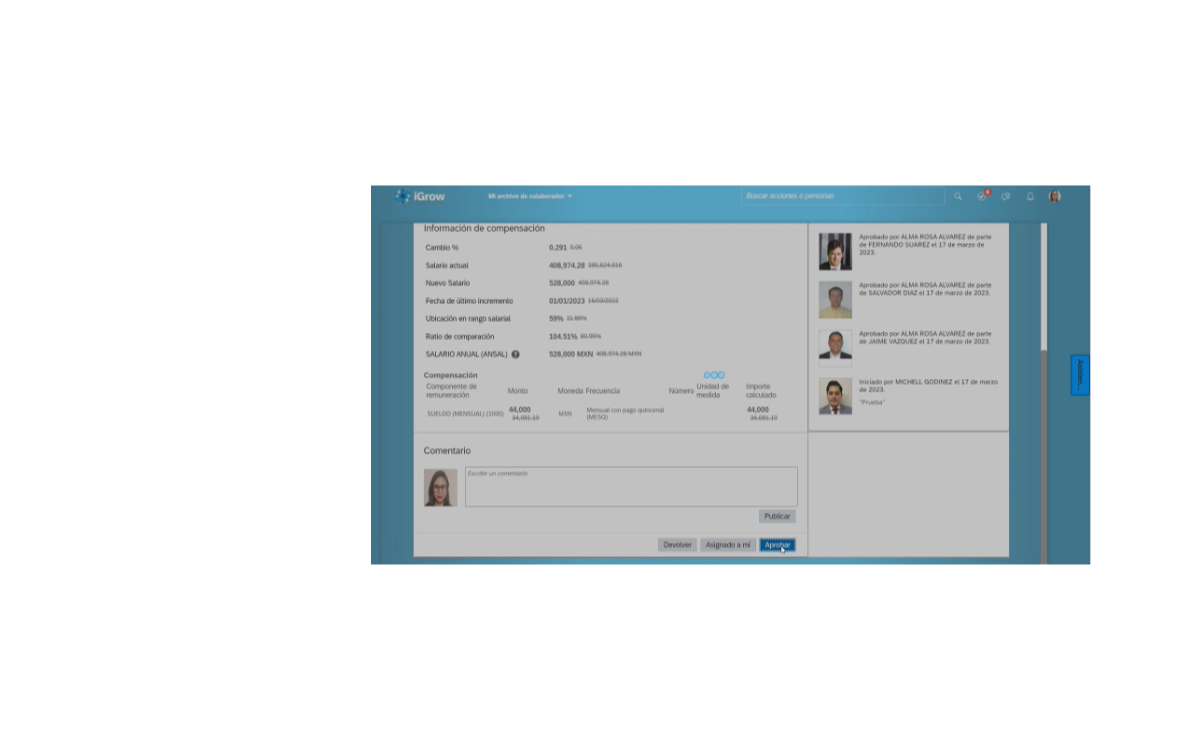 iGrow
Mi archivo de colaborador
Buscar acciones o personas
Información de compensación
Cambio % 0.291 0.06
Salario actual 408,974.28 385,824.816
Nuevo Salario 528,000 408,974.28
Fecha de último incremento 01/01/2023 16/03/2022
Ubicación en rango salarial 59%
Ratio de comparación 104.51% 80.95%
SALARIO ANUAL (ANSAL) 528,000 MXN 408,974.28 MXN
Compensación
Componente de remuneración Monto Moneda Frecuencia Número Unidad de medida Importe calculado
SUELDO (MENSUAL) (1000) 44,000 34,081.19 MXN Mensual con pago quincenal (MESQ) 44,000 34,081.19
Comentario
Escribir un comentario
Publicar
Devolver Asignado a mí Aprobar
Aprobado por ALMA ROSA ALVAREZ de parte
de FERNANDO SUAREZ el 17 de marzo de
2023.
Aprobado por ALMA ROSA ALVAREZ de parte
de SALVADOR DIAZ el 17 de marzo de 2023.
Aprobado por ALMA ROSA ALVAREZ de parte
de JAIME VAZQUEZ el 17 de marzo de 2023.
Iniciado por MICHELL GODINEZ el 17 de marzo
de 2023.
"Prueba"